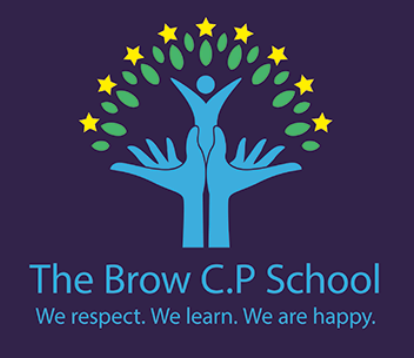 The Brow C.P School
We respect. We learn. We are happy.